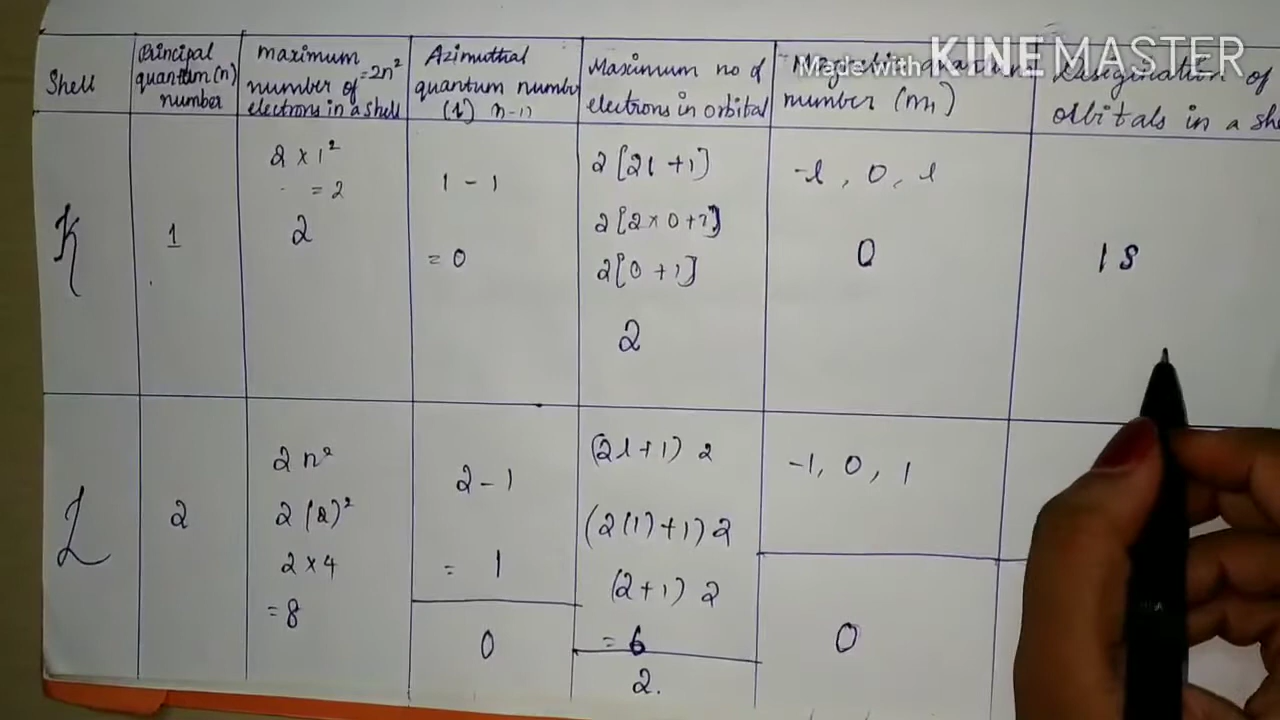 Shell
Principal
quantum (n)
number
maximum
number of =2n²
electrons in a shell
Azimuthal
quantum number
(l) n-1)
Maximum no of
electrons in orbital
number (m₁)
Made with KINEMASTER
Designation of
orbitals in a she
K
1
2 × 1²
= 2
2
1 - 1
= 0
2[2l +1]
2[2×0+1]
2[0 +1]
2
-l, 0, l
0
1s
L
2
2n²
2(2)²
2×4
=8
2-1
= 1
0
(2l+1) 2
(2(1)+1) 2
(2+1) 2
= 6
2.
-1, 0, 1
0